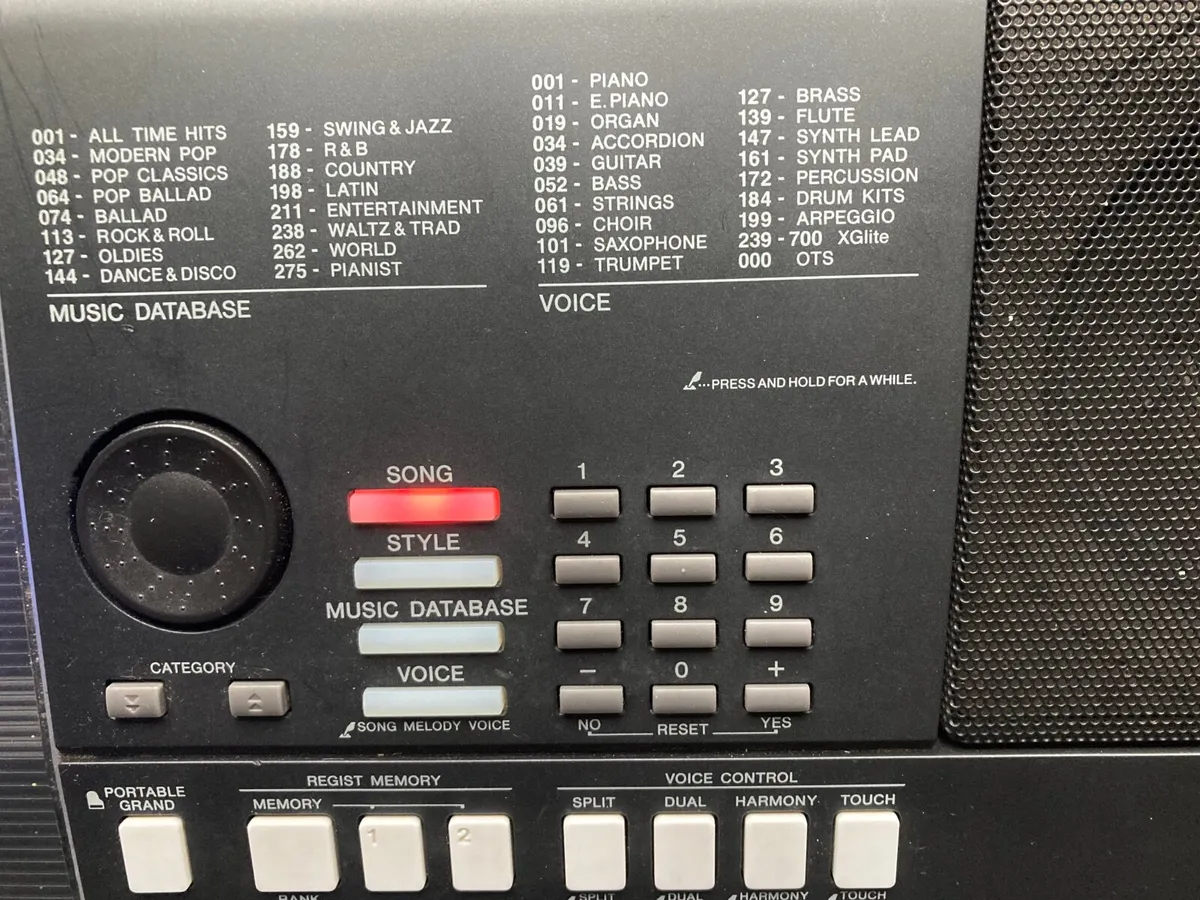 001 - ALL TIME HITS
034 - MODERN POP
048 - POP CLASSICS
064 - POP BALLAD
074 - BALLAD
113 - ROCK & ROLL
127 - OLDIES
144 - DANCE & DISCO
159 - SWING & JAZZ
178 - R & B
188 - COUNTRY
198 - LATIN
211 - ENTERTAINMENT
238 - WALTZ & TRAD
262 - WORLD
275 - PIANIST
MUSIC DATABASE
001 - PIANO
011 - E.PIANO
019 - ORGAN
034 - ACCORDION
039 - GUITAR
052 - BASS
061 - STRINGS
096 - CHOIR
101 - SAXOPHONE
119 - TRUMPET
127 - BRASS
139 - FLUTE
147 - SYNTH LEAD
161 - SYNTH PAD
172 - PERCUSSION
184 - DRUM KITS
199 - ARPEGGIO
239 - 700 XGlite
000 OTS
VOICE
...PRESS AND HOLD FOR A WHILE.
CATEGORY
SONG
STYLE
MUSIC DATABASE
VOICE
SONG MELODY VOICE
1 2 3
4 5 6
7 8 9
- 0 +
NO RESET YES
PORTABLE
GRAND
REGIST MEMORY
MEMORY
1 2
BANK
VOICE CONTROL
SPLIT DUAL HARMONY TOUCH
SPLIT DUAL HARMONY TOUCH